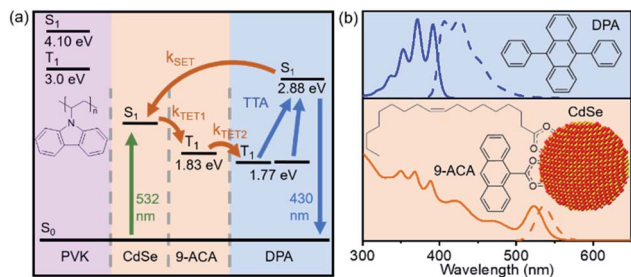 (a)
S1
4.10 eV
T1
3.0 eV
n
N
kSET
S1
2.88 eV
TTA
S1
kTET1
T1
1.83 eV
kTET2
T1
1.77 eV
532
nm
430
nm
S0
PVK
CdSe
9-ACA
DPA
(b)
DPA
CdSe
9-ACA
O
O
O
O
300
400
500
600
Wavelength (nm)